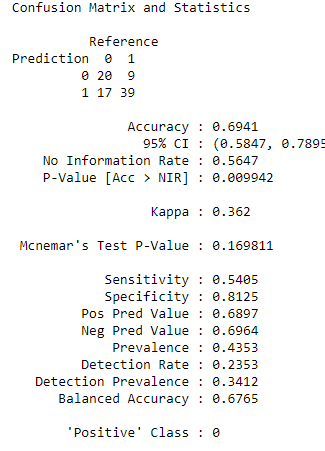 Confusion Matrix and Statistics
Reference
Prediction 0 1
0 20 9
1 17 39
Accuracy : 0.6941
95% CI : (0.5847, 0.7895
No Information Rate : 0.5647
P-Value [Acc > NIR] : 0.009942
Kappa : 0.362
Mcnemar's Test P-Value : 0.169811
Sensitivity : 0.5405
Specificity : 0.8125
Pos Pred Value : 0.6897
Neg Pred Value : 0.6964
Prevalence : 0.4353
Detection Rate : 0.2353
Detection Prevalence : 0.3412
Balanced Accuracy : 0.6765
'Positive' Class : 0